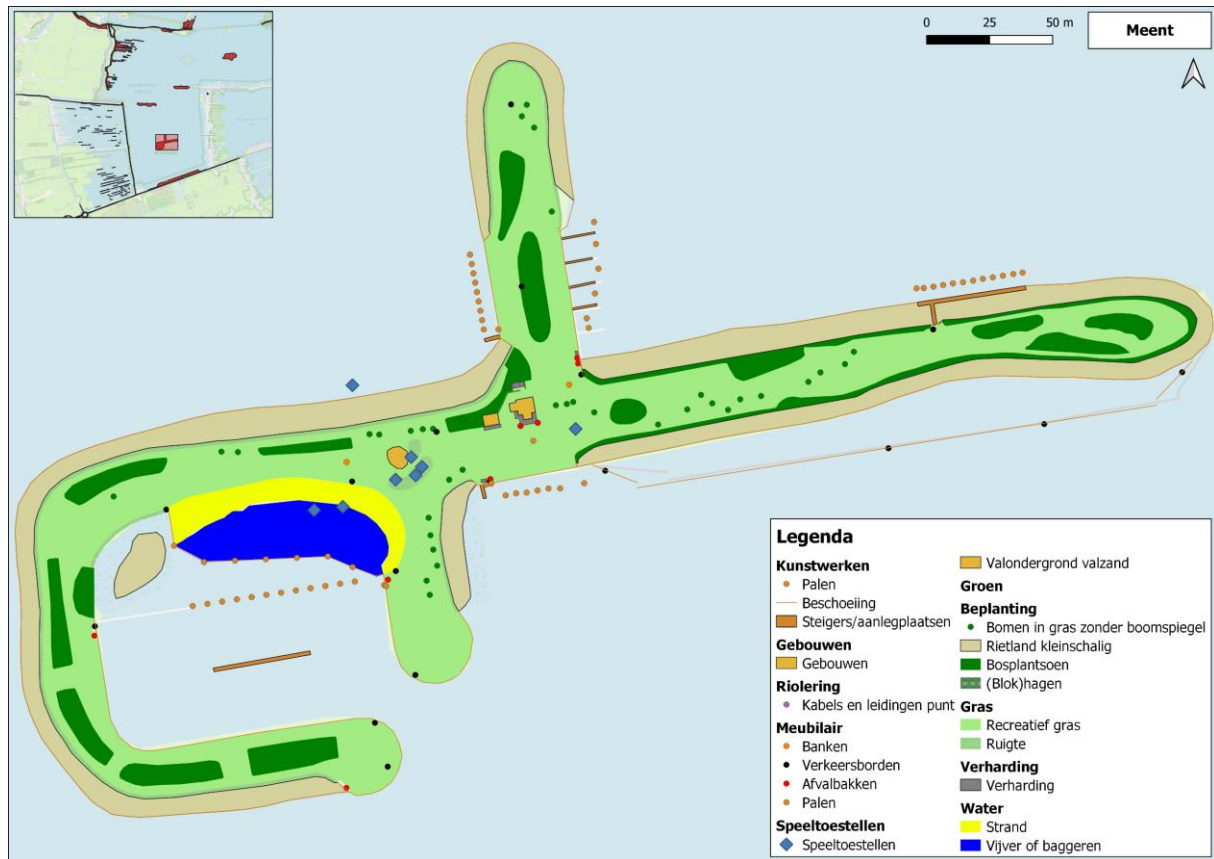 0 25 50 m
Meent
Legenda
Kunstwerken
Palen
Beschoeiing
Steigers/aanlegplaatsen
Gebouwen
Gebouwen
Riolering
Kabels en leidingen punt
Meubilair
Banken
Verkeersborden
Afvalbakken
Palen
Speeltoestellen
Speeltoestellen
Valondergrond valzand
Groen
Beplanting
Bomen in gras zonder boomspiegel
Rietland kleinschalig
Bosplantsoen
(Blok)hagen
Gras
Recreatief gras
Ruigte
Verharding
Verharding
Water
Strand
Vijver of baggeren